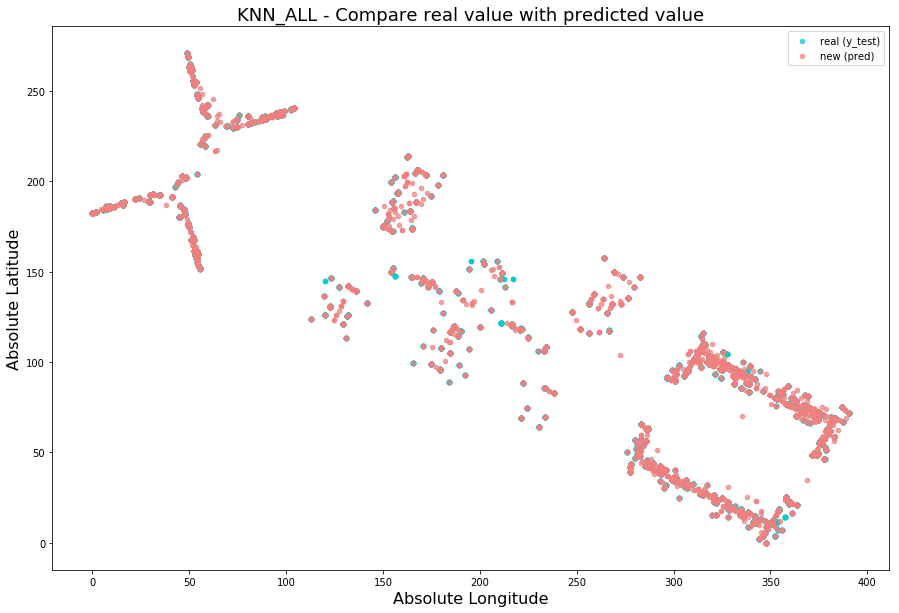 KNN_ALL - Compare real value with predicted value
real (y_test)
new (pred)
Absolute Latitude
250
200
150
100
50
0
0 50 100 150 200 250 300 350 400
Absolute Longitude